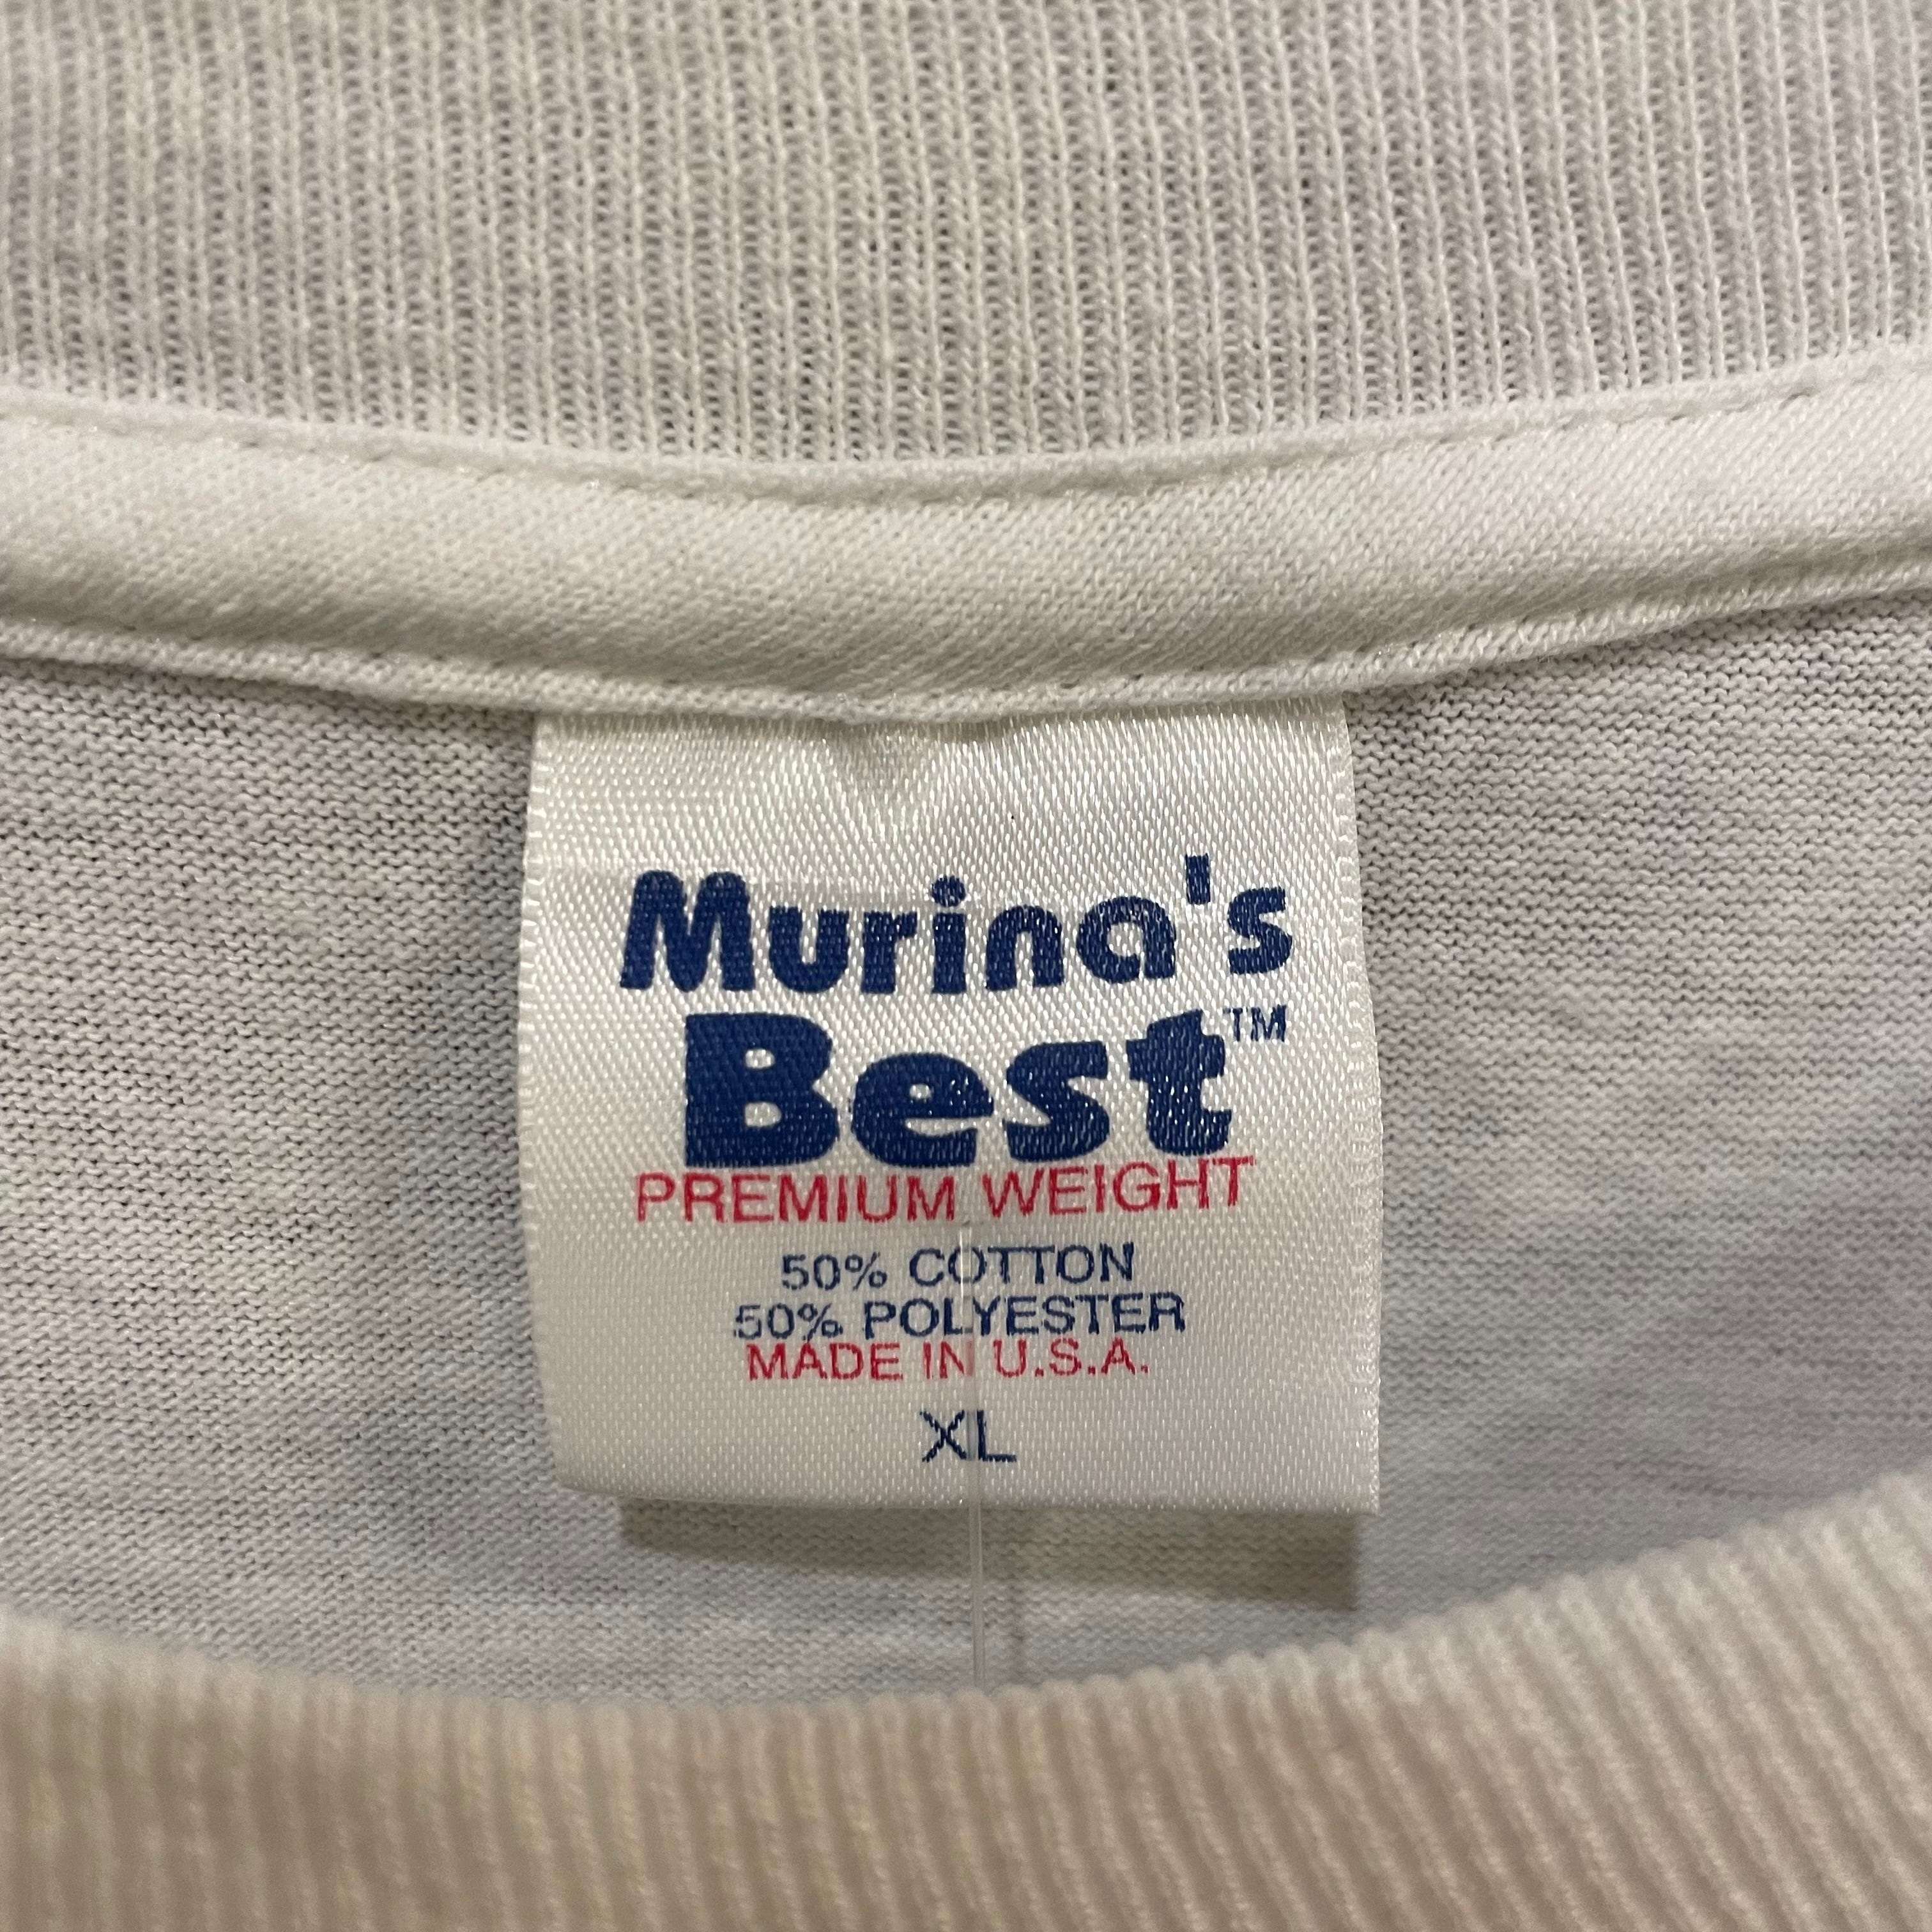 Murina's
Best™
PREMIUM WEIGHT
50% COTTON
50% POLYESTER
MADE IN U.S.A.
XL